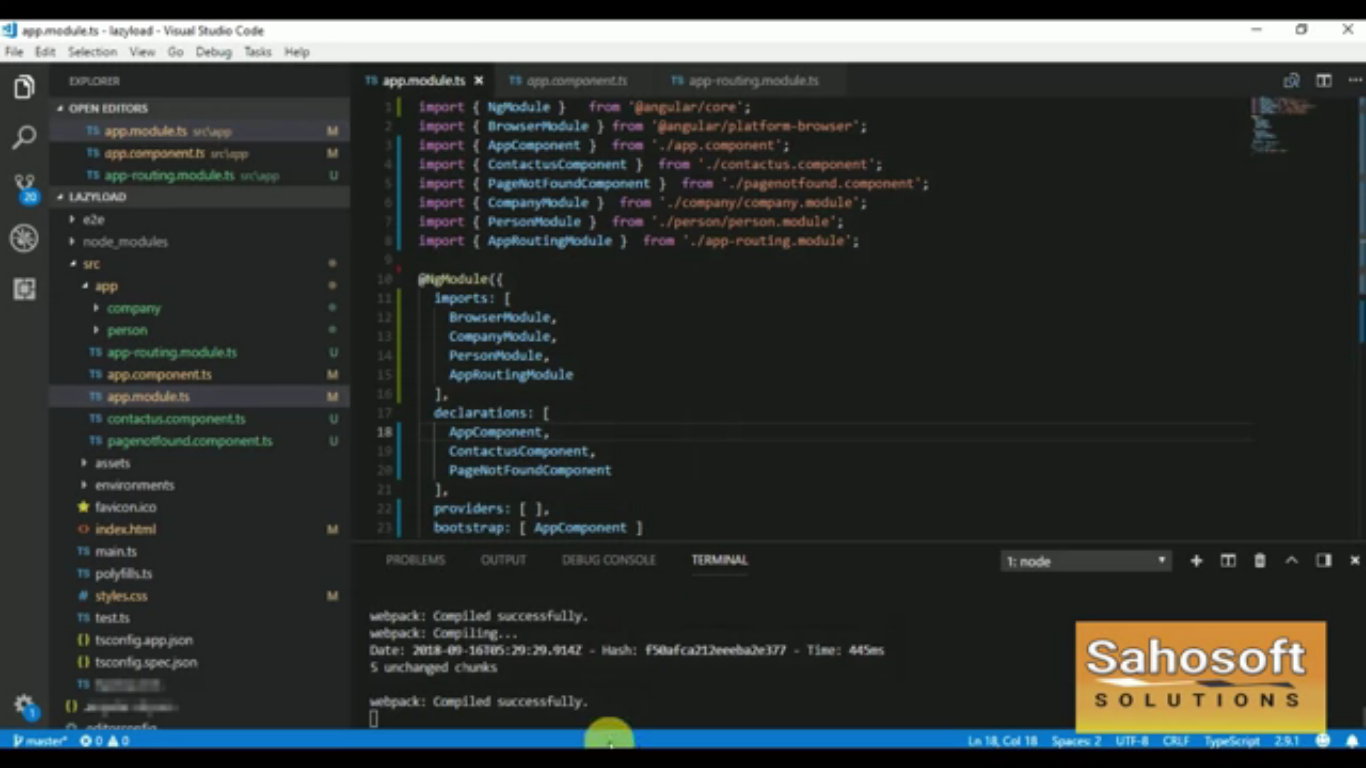 app.module.ts - lazyload - Visual Studio Code
File Edit Selection View Go Debug Tasks Help
EXPLORER
OPEN EDITORS
TS app.module.ts src\app M
TS app.component.ts src\app M
TS app-routing.module.ts src\app U
20
LAZYLOAD
e2e
node_modules
src
app
company
person
TS app-routing.module.ts U
TS app.component.ts M
TS app.module.ts M
TS contactus.component.ts U
TS pagenotfound.component.ts U
assets
environments
favicon.ico
index.html M
TS main.ts
TS polyfills.ts
# styles.css M
TS test.ts
{} tsconfig.app.json
{} tsconfig.spec.json
TS
{}
.editorconfig
1
TS app.module.ts TS app.component.ts TS app-routing.module.ts
1 import { NgModule } from '@angular/core';
2 import { BrowserModule } from '@angular/platform-browser';
3 import { AppComponent } from './app.component';
4 import { ContactusComponent } from './contactus.component';
5 import { PageNotFoundComponent } from './pagenotfound.component';
6 import { CompanyModule } from './company/company.module';
7 import { PersonModule } from './person/person.module';
8 import { AppRoutingModule } from './app-routing.module';
9
10 @NgModule({
11 imports: [
12 BrowserModule,
13 CompanyModule,
14 PersonModule,
15 AppRoutingModule
16 ],
17 declarations: [
18 AppComponent,
19 ContactusComponent,
20 PageNotFoundComponent
21 ],
22 providers: [ ],
23 bootstrap: [ AppComponent ]
PROBLEMS OUTPUT DEBUG CONSOLE TERMINAL 1: node
webpack: Compiled successfully.
webpack: Compiling...
Date: 2018-09-16T05:29:29.914Z - Hash: f50afca212eeeba2e377 - Time: 445ms
5 unchanged chunks
webpack: Compiled successfully.
Sahosoft
SOLUTIONS
master* 0 0 Ln 18, Col 18 Spaces: 2 UTF-8 CRLF TypeScript 2.9.1